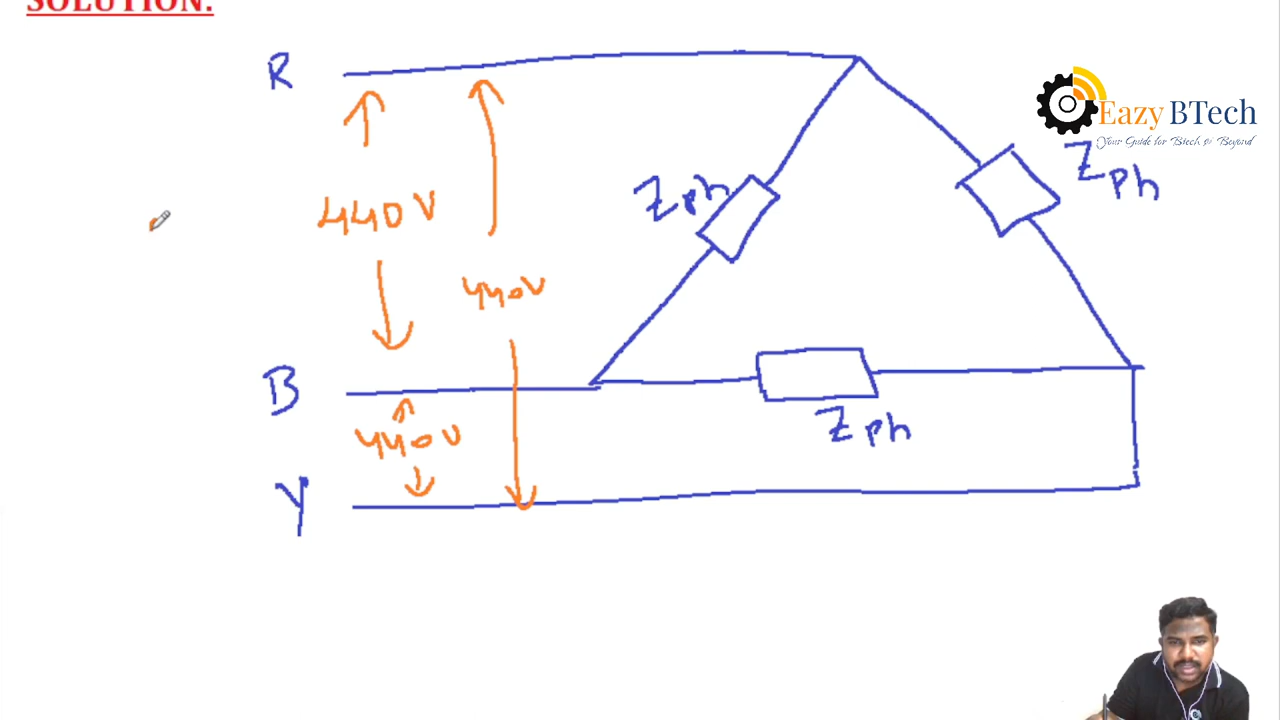 SOLUTION:
R
Eazy BTech
Your Guide for Btech & Beyond
Zph
Zph
440V
440V
B
Zph
440V
Y